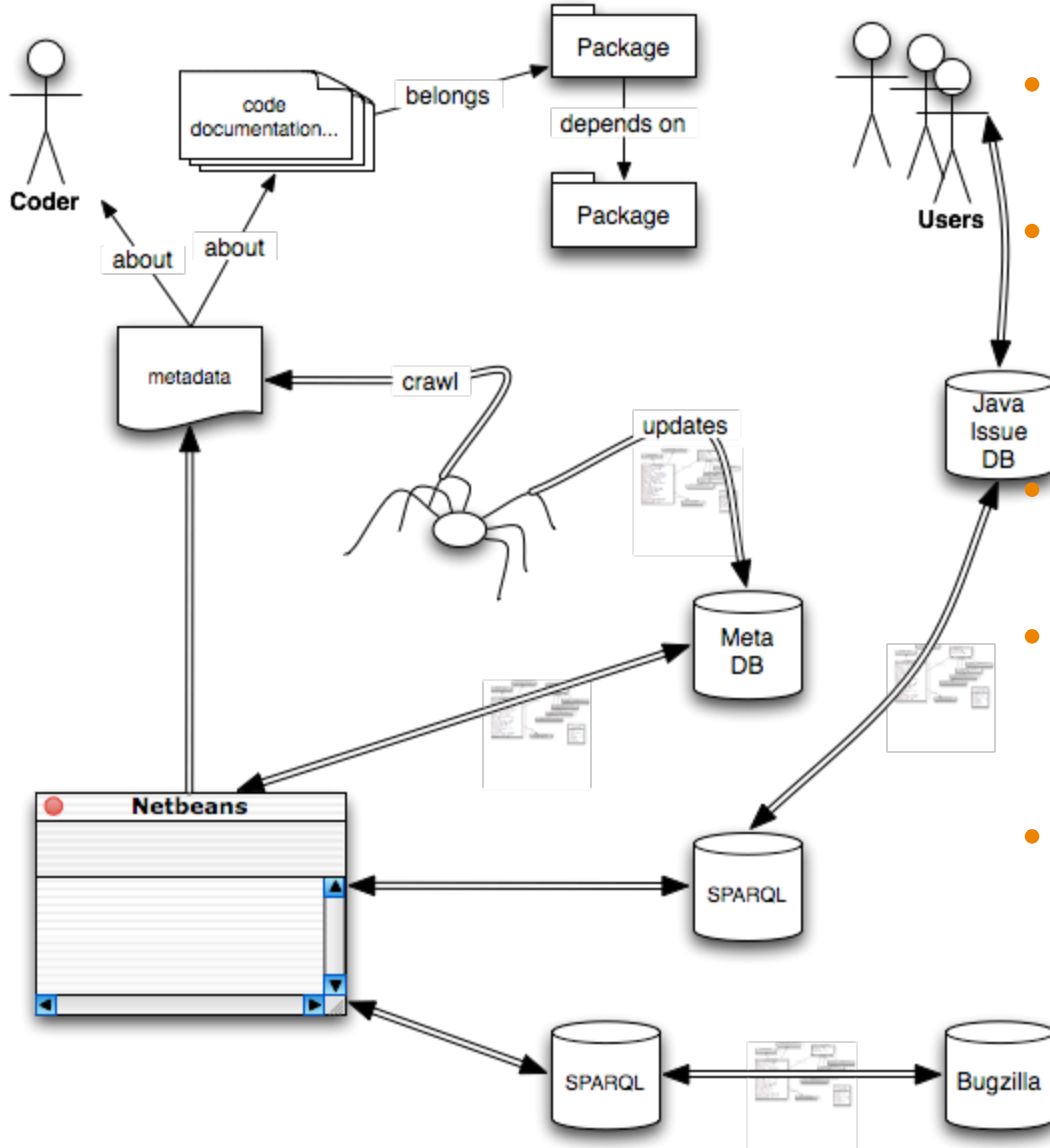 Package
code
documentation...
belongs
depends on
Package
Coder
Users
about
about
metadata
crawl
updates
Java
Issue
DB
Meta
DB
Netbeans
SPARQL
SPARQL
Bugzilla